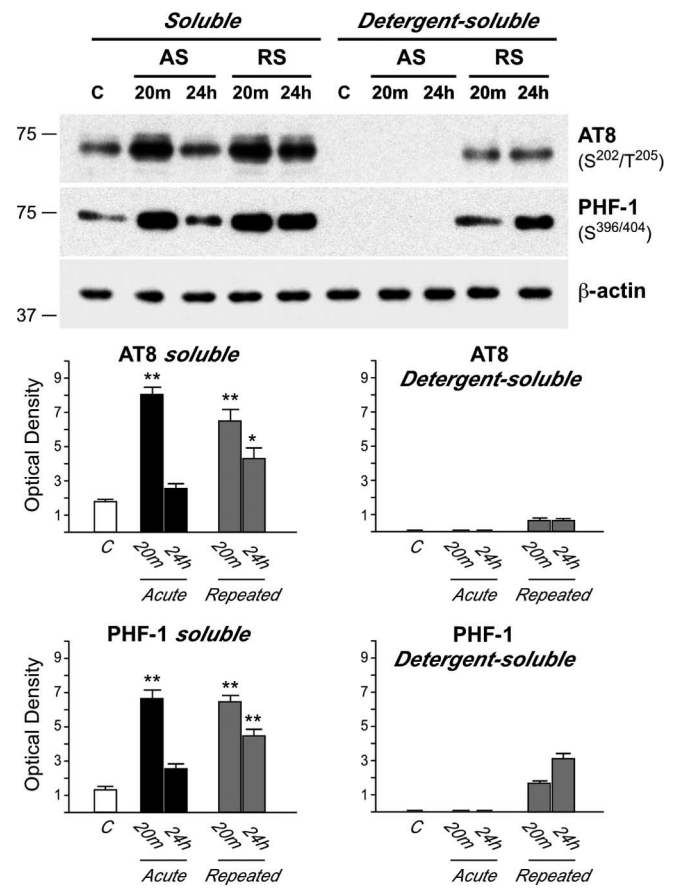 Soluble Detergent-soluble
AS RS AS RS
C 20m 24h 20m 24h C 20m 24h 20m 24h
75 AT8
(S²⁰²/T²⁰⁵)
75 PHF-1
(S³⁹⁶/⁴⁰⁴)
β-actin
37
AT8 soluble
Optical Density
9
7
5
3
1
** ** *
C 20m 24h 20m 24h
Acute Repeated
AT8
Detergent-soluble
9
7
5
3
1
C 20m 24h 20m 24h
Acute Repeated
PHF-1 soluble
Optical Density
9
7
5
3
1
** ** **
C 20m 24h 20m 24h
Acute Repeated
PHF-1
Detergent-soluble
9
7
5
3
1
C 20m 24h 20m 24h
Acute Repeated